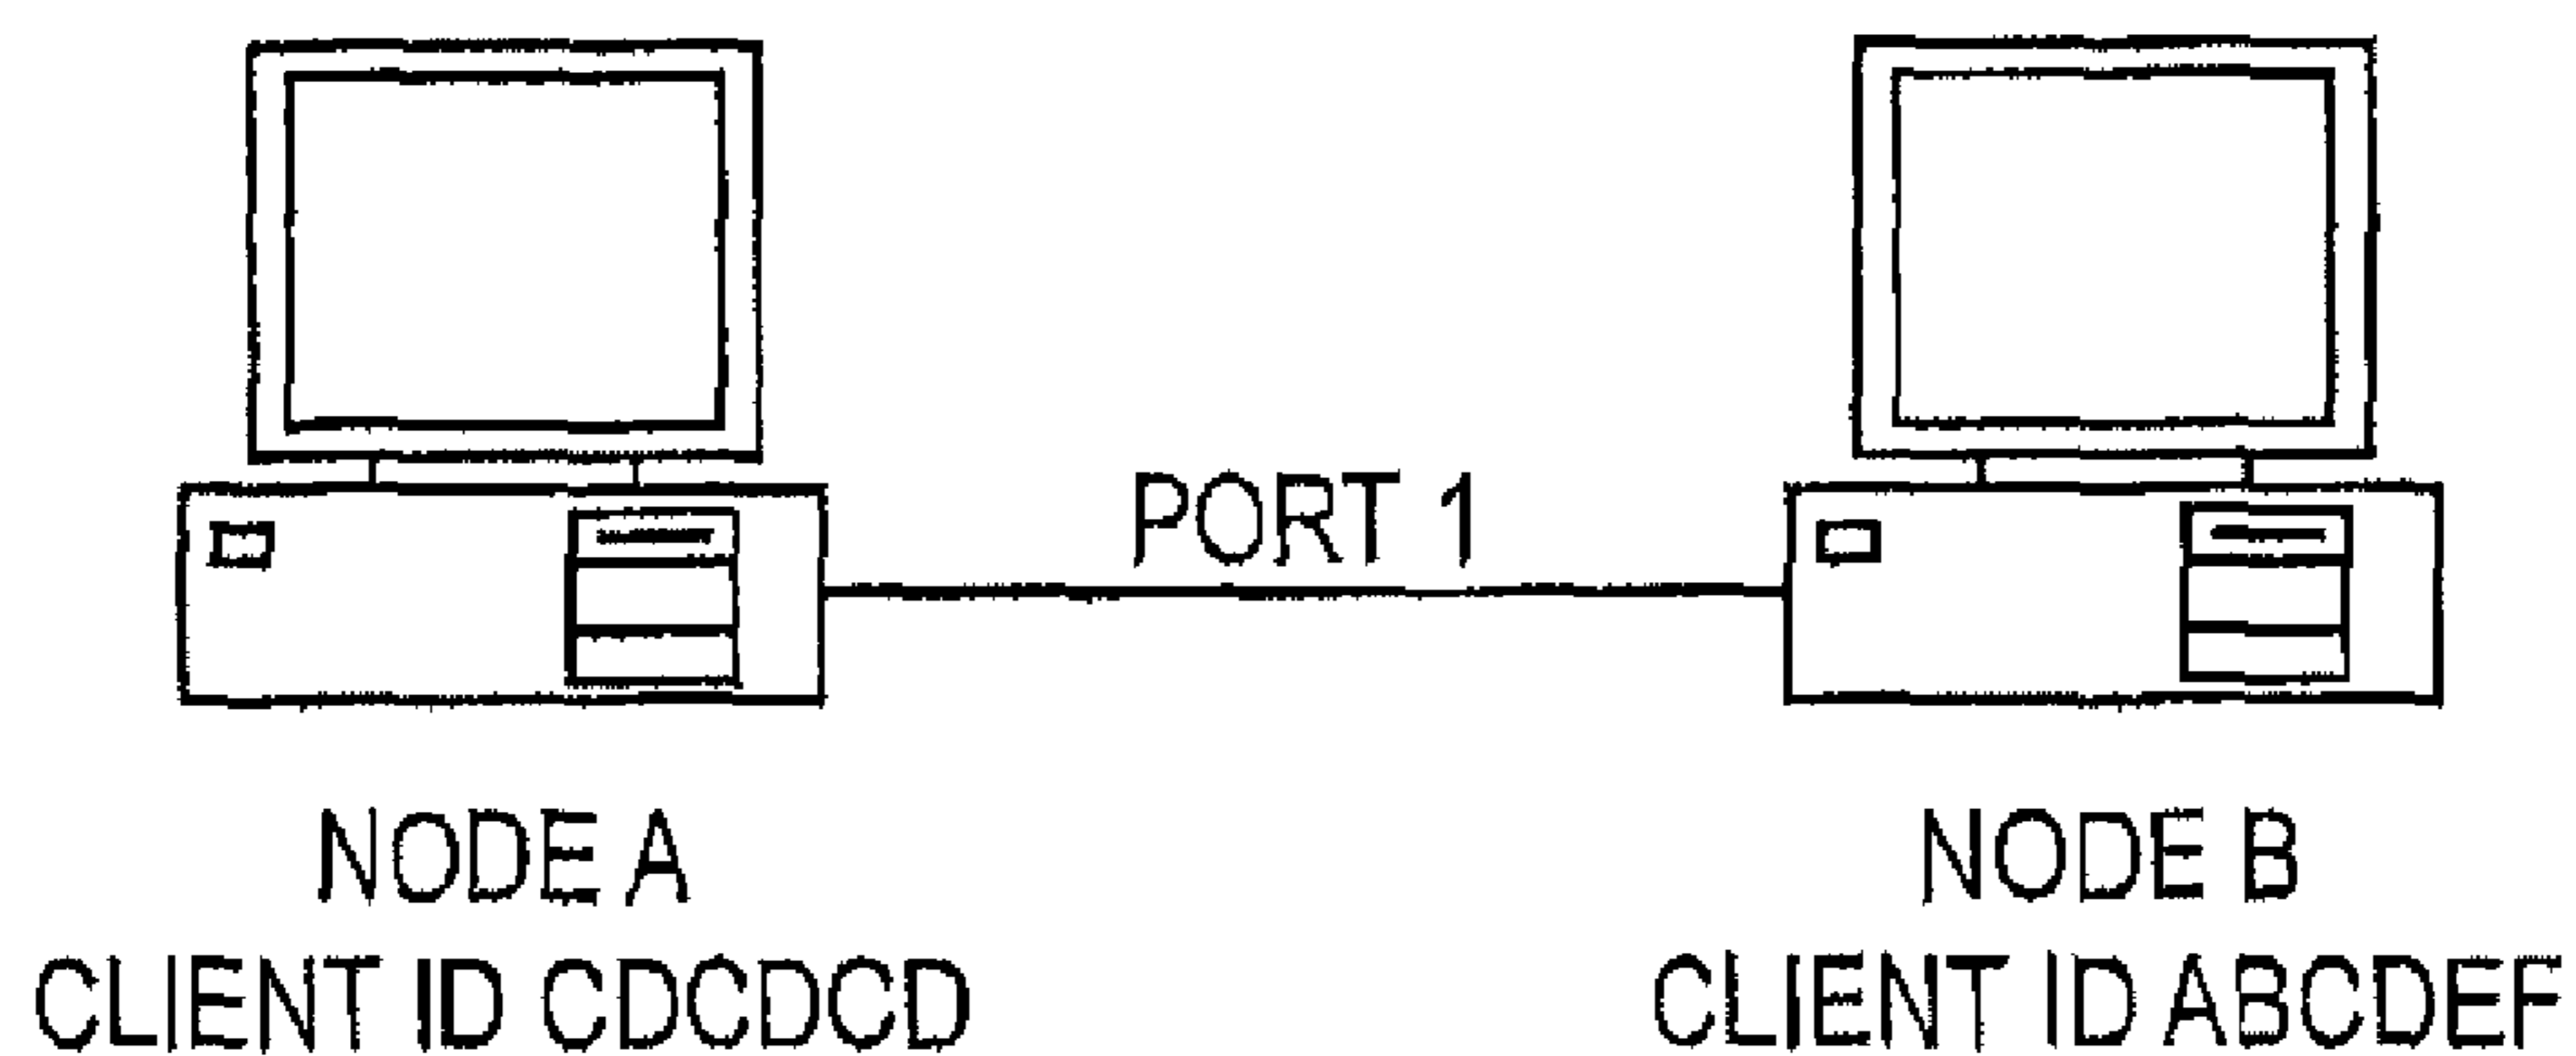 PORT 1
NODE A
CLIENT ID CDCDCD
NODE B
CLIENT ID ABCDEF